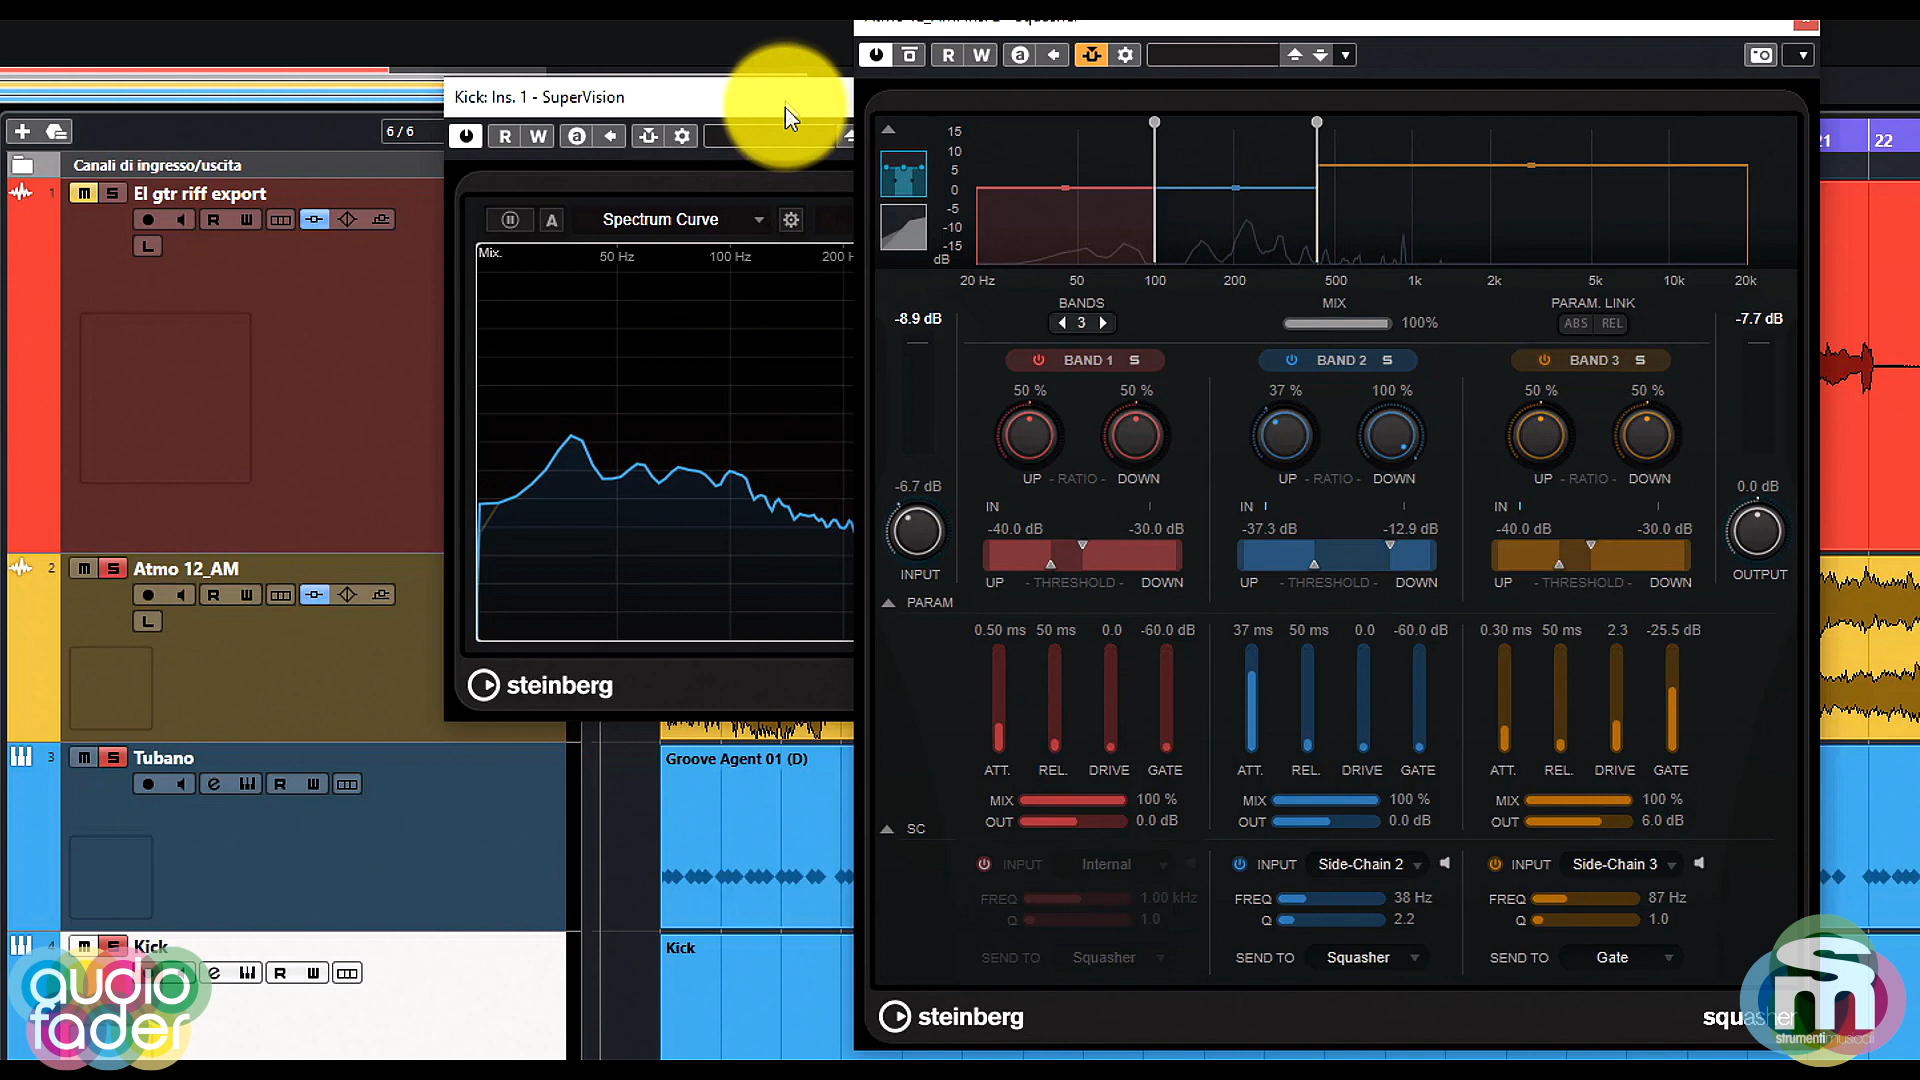 R W a
Kick: Ins. 1 - SuperVision
R W a
6 / 6
21 22
Canali di ingresso/uscita
1 m S El gtr riff export
R W
L
A Spectrum Curve
Mix. 50 Hz 100 Hz 200 H
15
10
5
0
-5
-10
-15
dB
20 Hz 50 100 200 500 1k 2k 5k 10k 20k
BANDS MIX PARAM. LINK
-8.9 dB 3 100% ABS REL -7.7 dB
BAND 1 S BAND 2 S BAND 3 S
50 % 50 % 37 % 100 % 50 % 50 %
UP - RATIO - DOWN UP - RATIO - DOWN UP - RATIO - DOWN
-6.7 dB 0.0 dB
IN IN IN
-40.0 dB -30.0 dB -37.3 dB -12.9 dB -40.0 dB -30.0 dB
INPUT OUTPUT
UP - THRESHOLD - DOWN UP - THRESHOLD - DOWN UP - THRESHOLD - DOWN
PARAM
0.50 ms 50 ms 0.0 -60.0 dB 37 ms 50 ms 0.0 -60.0 dB 0.30 ms 50 ms 2.3 -25.5 dB
ATT. REL. DRIVE GATE ATT. REL. DRIVE GATE ATT. REL. DRIVE GATE
MIX 100 % MIX 100 % MIX 100 %
OUT 0.0 dB OUT 0.0 dB OUT 6.0 dB
SC
INPUT Internal INPUT Side-Chain 2 INPUT Side-Chain 3
FREQ 1.00 kHz FREQ 38 Hz FREQ 87 Hz
Q 1.0 Q 2.2 Q 1.0
SEND TO Squasher SEND TO Squasher SEND TO Gate
steinberg squasher
2 m S Atmo 12_AM
R W
L
steinberg
3 m S Tubano
e R W
Groove Agent 01 (D)
4 m S Kick
e R W
Kick
audio
fader
SM
strumentimusicali